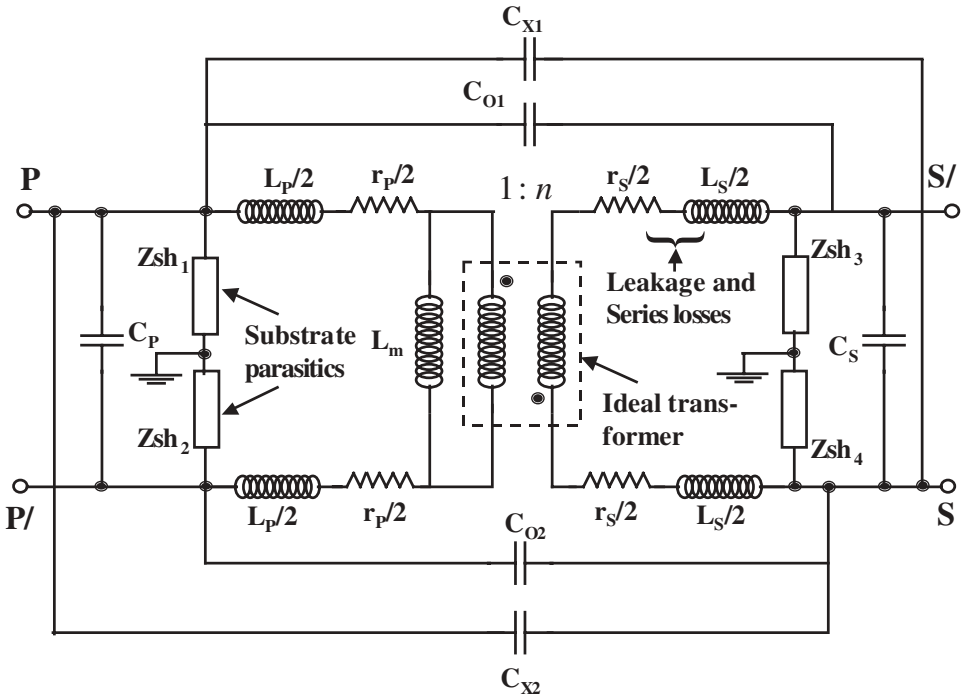 C_X1
C_O1
P
L_P/2
r_P/2
1 : n
r_S/2
L_S/2
S/
Zsh_1
Zsh_3
Leakage and
Series losses
C_P
Substrate
parasitics
L_m
C_S
Ideal trans-
former
Zsh_2
Zsh_4
P/
L_P/2
r_P/2
r_S/2
L_S/2
S
C_O2
C_X2